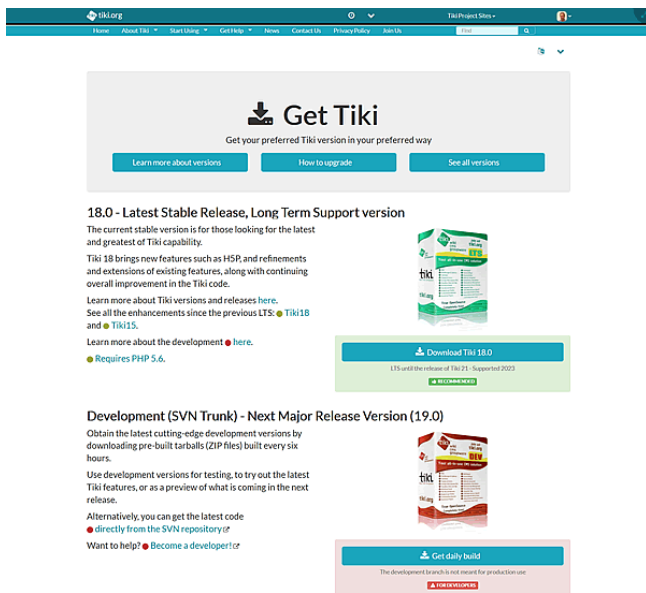 tiki.org
Tiki Project Sites
Home About Tiki Start Using Get Help News Contact Us Privacy Policy Join Us Find
Get Tiki
Get your preferred Tiki version in your preferred way
Learn more about versions How to upgrade See all versions
18.0 - Latest Stable Release, Long Term Support version
The current stable version is for those looking for the latest
and greatest of Tiki capability.
Tiki 18 brings new features such as H5P, and refinements
and extensions of existing features, along with continuing
overall improvement in the Tiki code.
Learn more about Tiki versions and releases here.
See all the enhancements since the previous LTS: Tiki18
and Tiki15.
Learn more about the development here.
Requires PHP 5.6.
LTS
tiki
tiki.org
Download Tiki 18.0
LTS until the release of Tiki 21 - Supported 2023
RECOMMENDED
Development (SVN Trunk) - Next Major Release Version (19.0)
Obtain the latest cutting-edge development versions by
downloading pre-built tarballs (ZIP files) built every six
hours.
Use development versions for testing, to try out the latest
Tiki features, or as a preview of what is coming in the next
release.
Alternatively, you can get the latest code
directly from the SVN repository
Want to help? Become a developer!
DEV
tiki
tiki.org
Get daily build
The development branch is not meant for production use
FOR DEVELOPERS